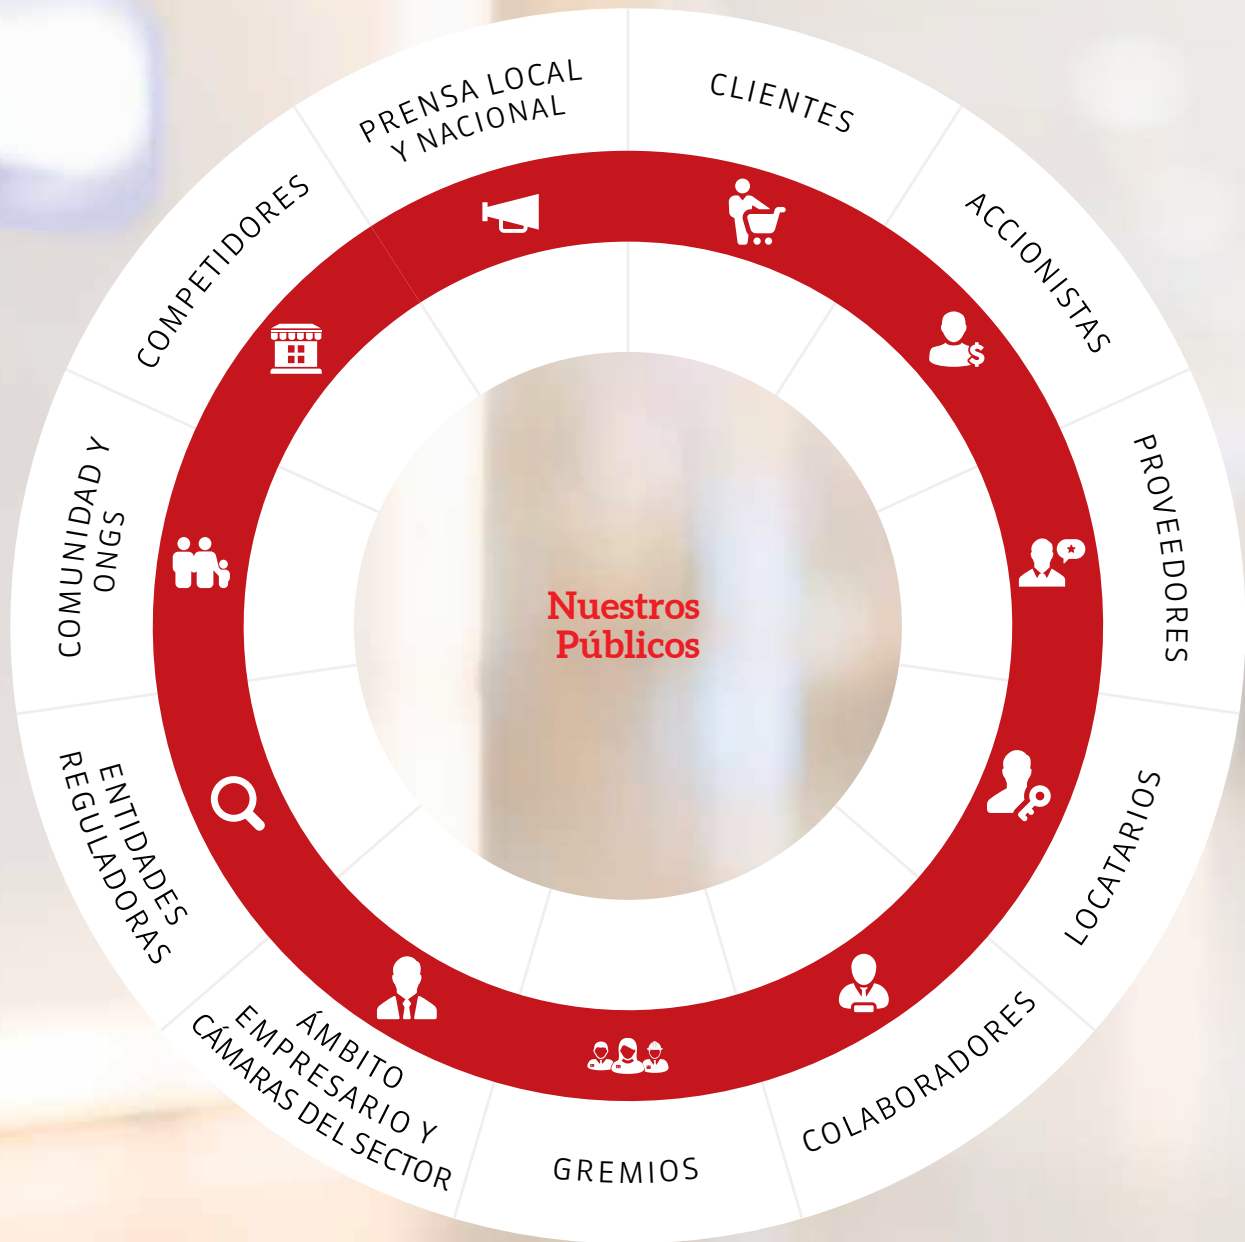 PRENSA LOCAL
Y NACIONAL
CLIENTES
ACCIONISTAS
PROVEEDORES
LOCATARIOS
COLABORADORES
GREMIOS
ÁMBITO
EMPRESARIO Y
CÁMARAS DEL SECTOR
ENTIDADES
REGULADORAS
COMUNIDAD Y
ONGS
COMPETIDORES
$
Nuestros
Públicos